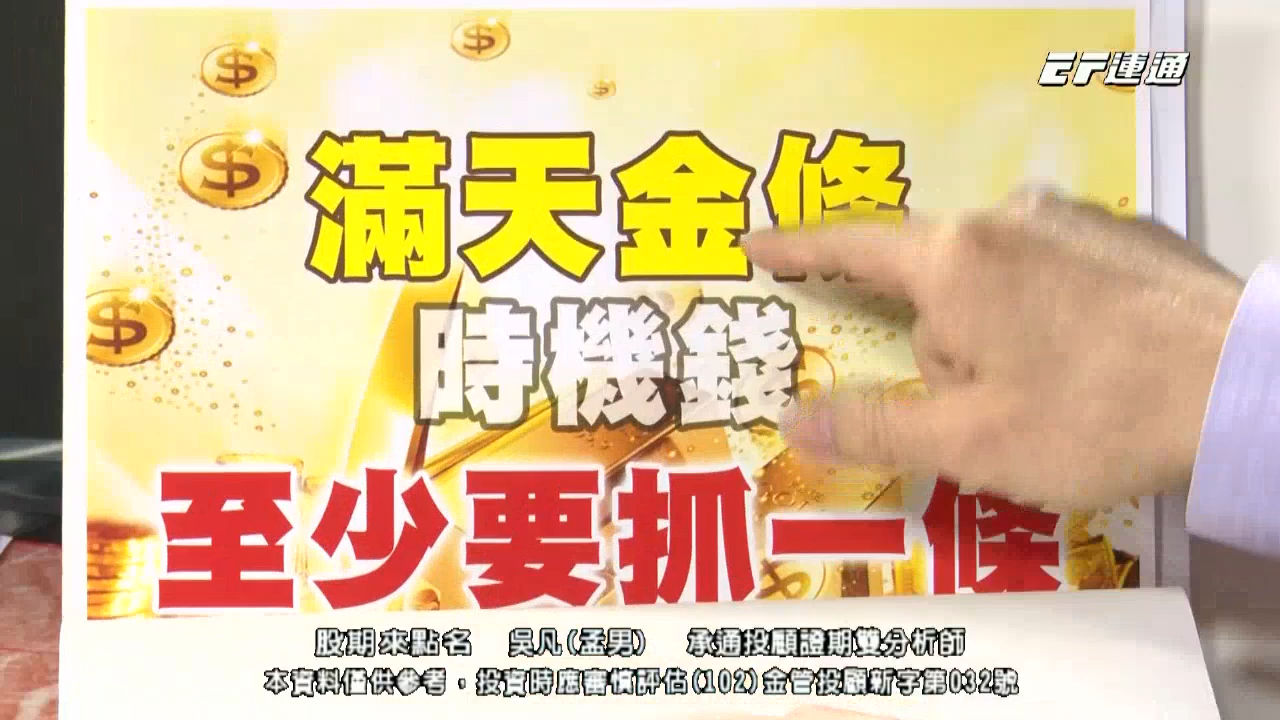 EF運通
滿天金條
時機錢
至少要抓一條
股期來點名 吳凡(孟男) 承通投顧證期雙分析師
本資料僅供參考，投資時應審慎評估(102)金管投顧新字第032號